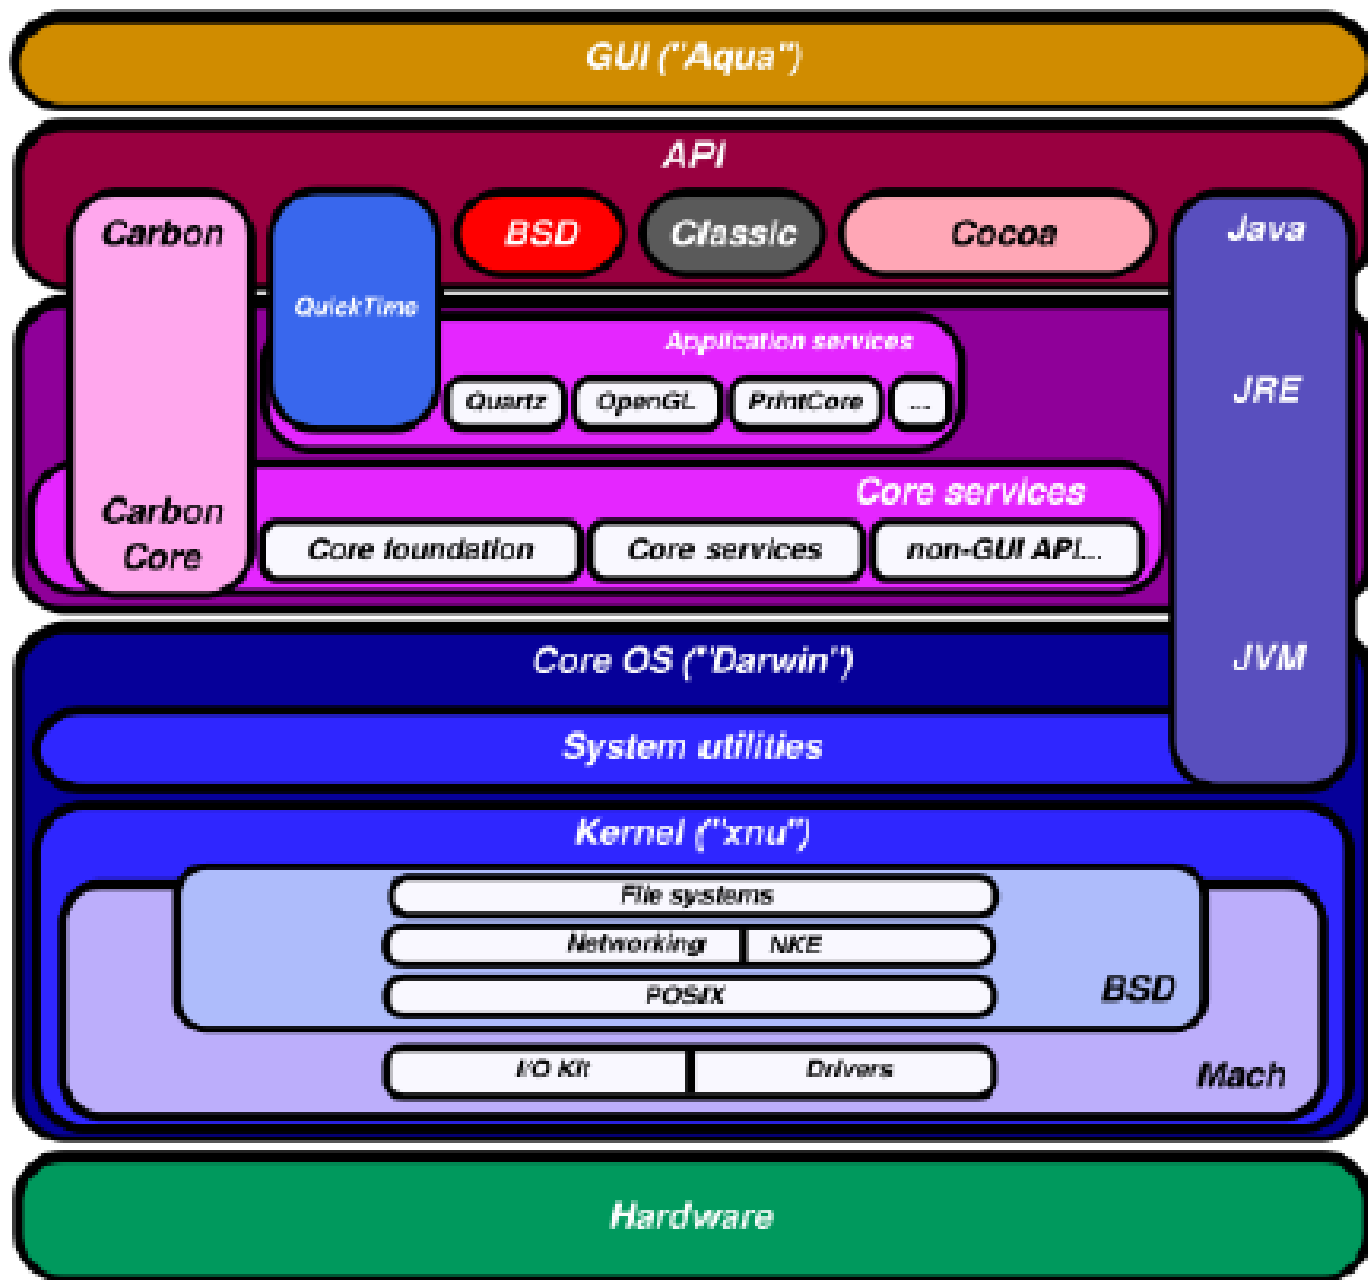 GUI ("Aqua")
API
Carbon
BSD
Classic
Cocoa
Java
QuickTime
Application services
Quartz
OpenGL
PrintCore
...
JRE
Core services
Carbon
Core
Core foundation
Core services
non-GUI API...
Core OS ("Darwin")
JVM
System utilities
Kernel ("xnu")
File systems
Networking
NKE
POSIX
BSD
I/O Kit
Drivers
Mach
Hardware